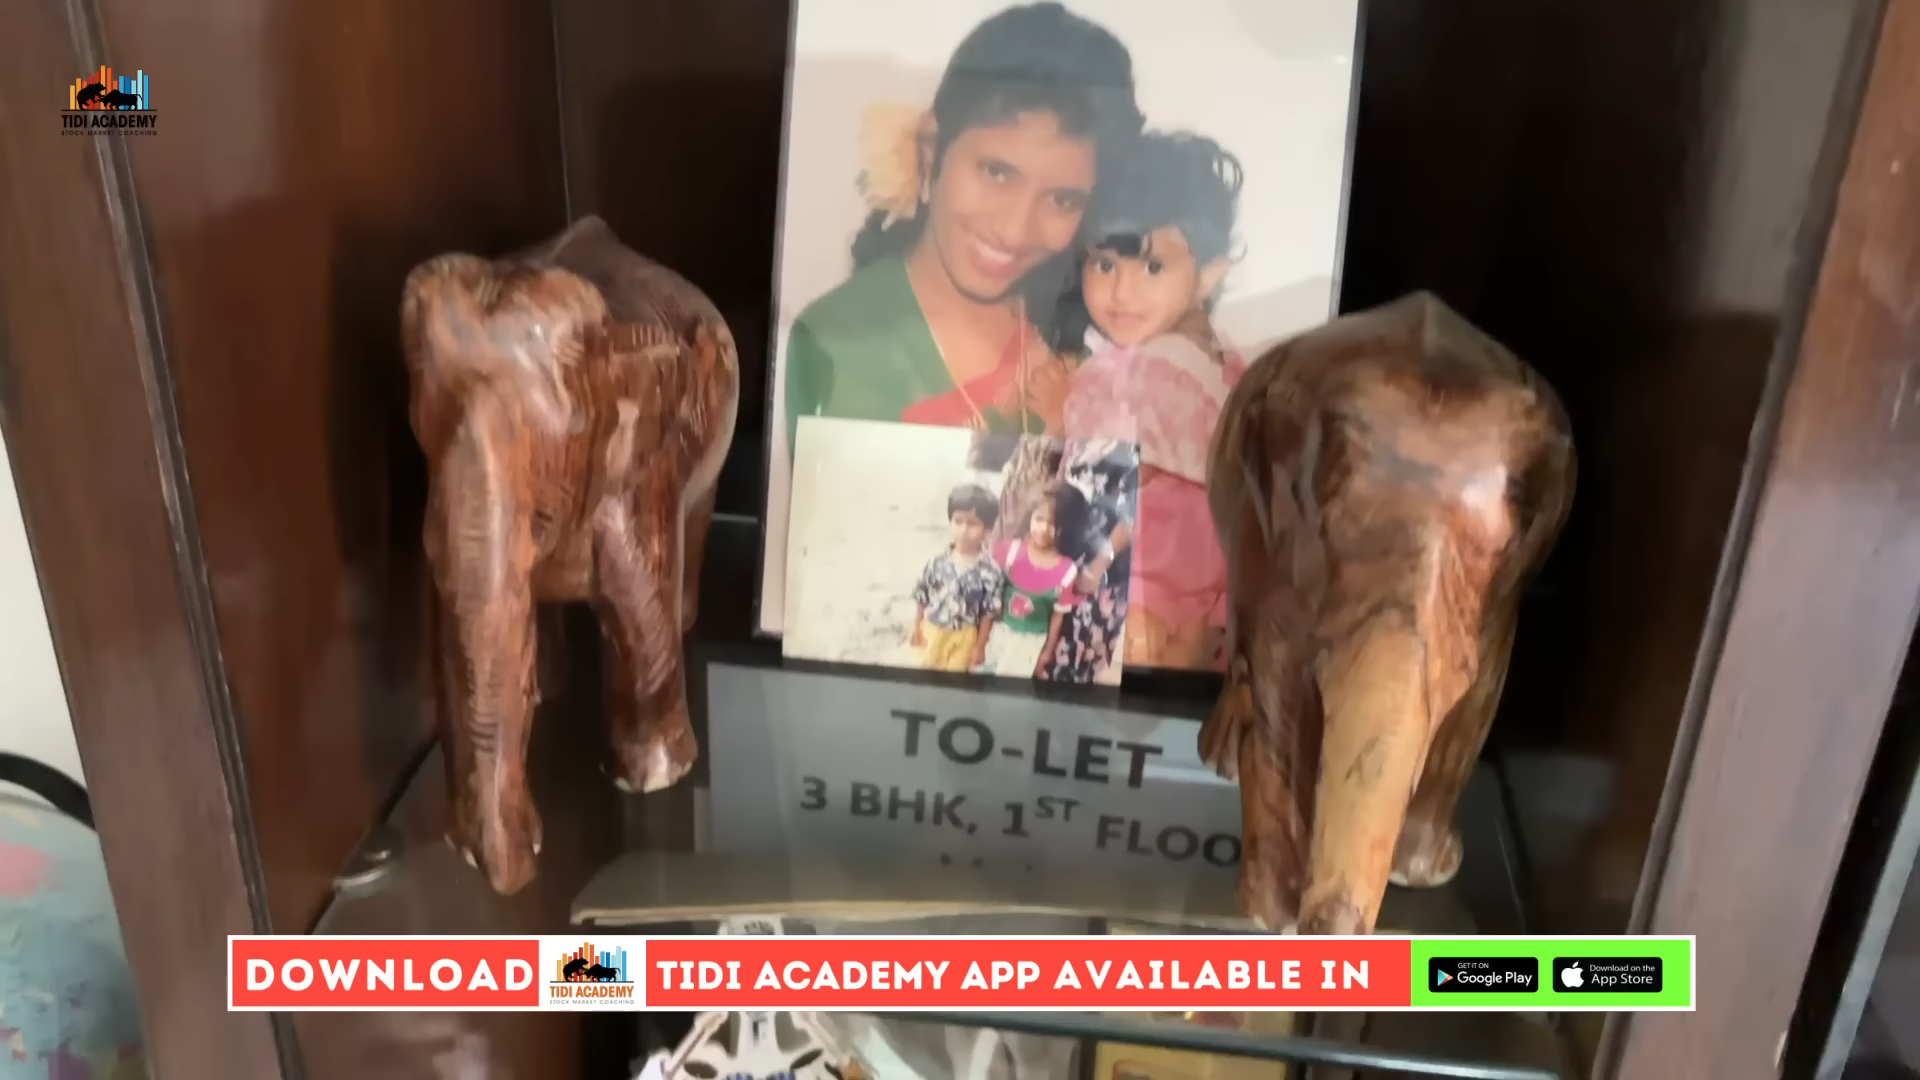 TIDI ACADEMY
STOCK MARKET COACHING
TO-LET
3 BHK, 1ST FLOO
DOWNLOAD
TIDI ACADEMY
STOCK MARKET COACHING
TIDI ACADEMY APP AVAILABLE IN
GET IT ON
Google Play
Download on the
App Store